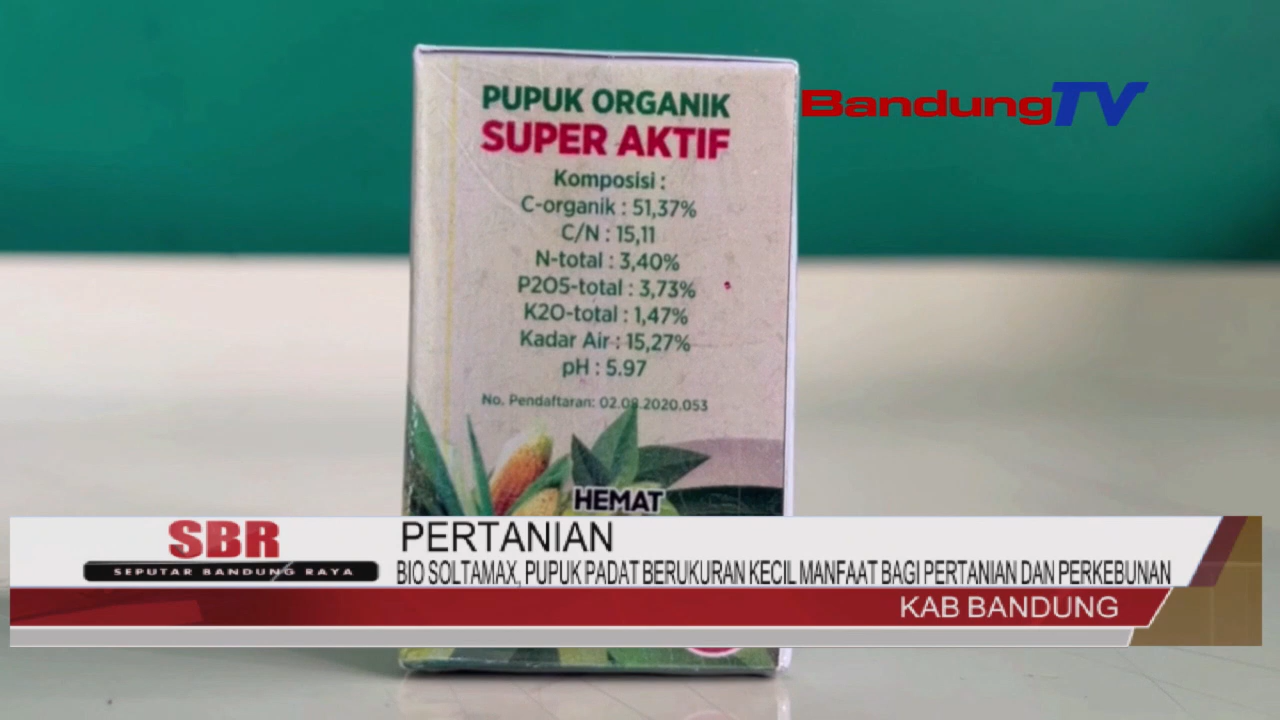 PUPUK ORGANIK
SUPER AKTIF
Komposisi :
C-organik : 51,37%
C/N : 15,11
N-total : 3,40%
P2O5-total : 3,73%
K2O-total : 1,47%
Kadar Air : 15,27%
pH : 5.97
No. Pendaftaran: 02.08.2020.053
HEMAT
BandungTV
SBR
SEPUTAR BANDUNG RAYA
PERTANIAN
BIO SOLTAMAX, PUPUK PADAT BERUKURAN KECIL MANFAAT BAGI PERTANIAN DAN PERKEBUNAN
KAB BANDUNG